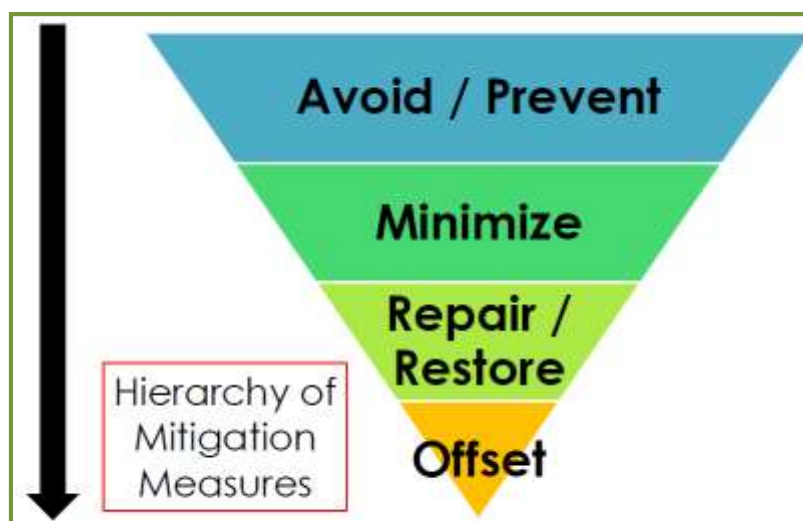 Avoid / Prevent
Minimize
Repair /
Restore
Offset
Hierarchy of
Mitigation
Measures